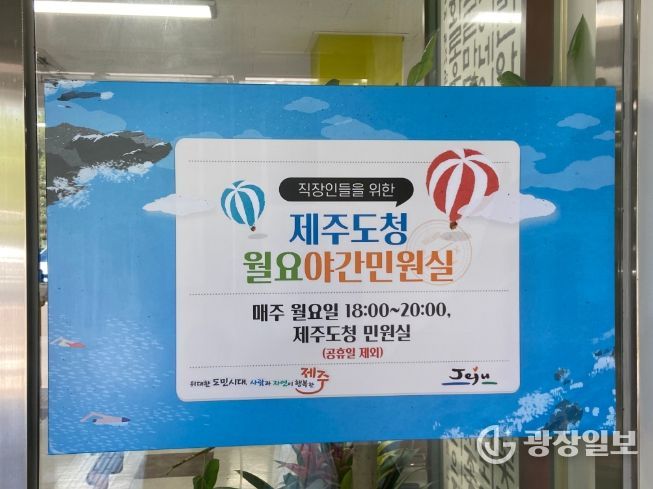 직장인들을 위한
제주도청
월요야간민원실
매주 월요일 18:00~20:00,
제주도청 민원실
(공휴일 제외)
위대한 도민시대, 사람과 자연이 행복한 제주
Jeju
광장일보